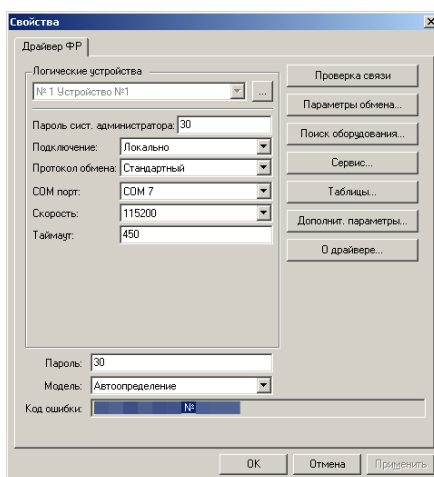 Свойства
Драйвер ФР
Логические устройства
№ 1 Устройство №1
...
Пароль сист. администратора: 30
Подключение: Локально
Протокол обмена: Стандартный
COM порт: COM 7
Скорость: 115200
Таймаут: 450
Проверка связи
Параметры обмена...
Поиск оборудования...
Сервис...
Таблицы...
Дополнит. параметры...
О драйвере...
Пароль: 30
Модель: Автоопределение
Код ошибки: №
OK
Отмена
Применить